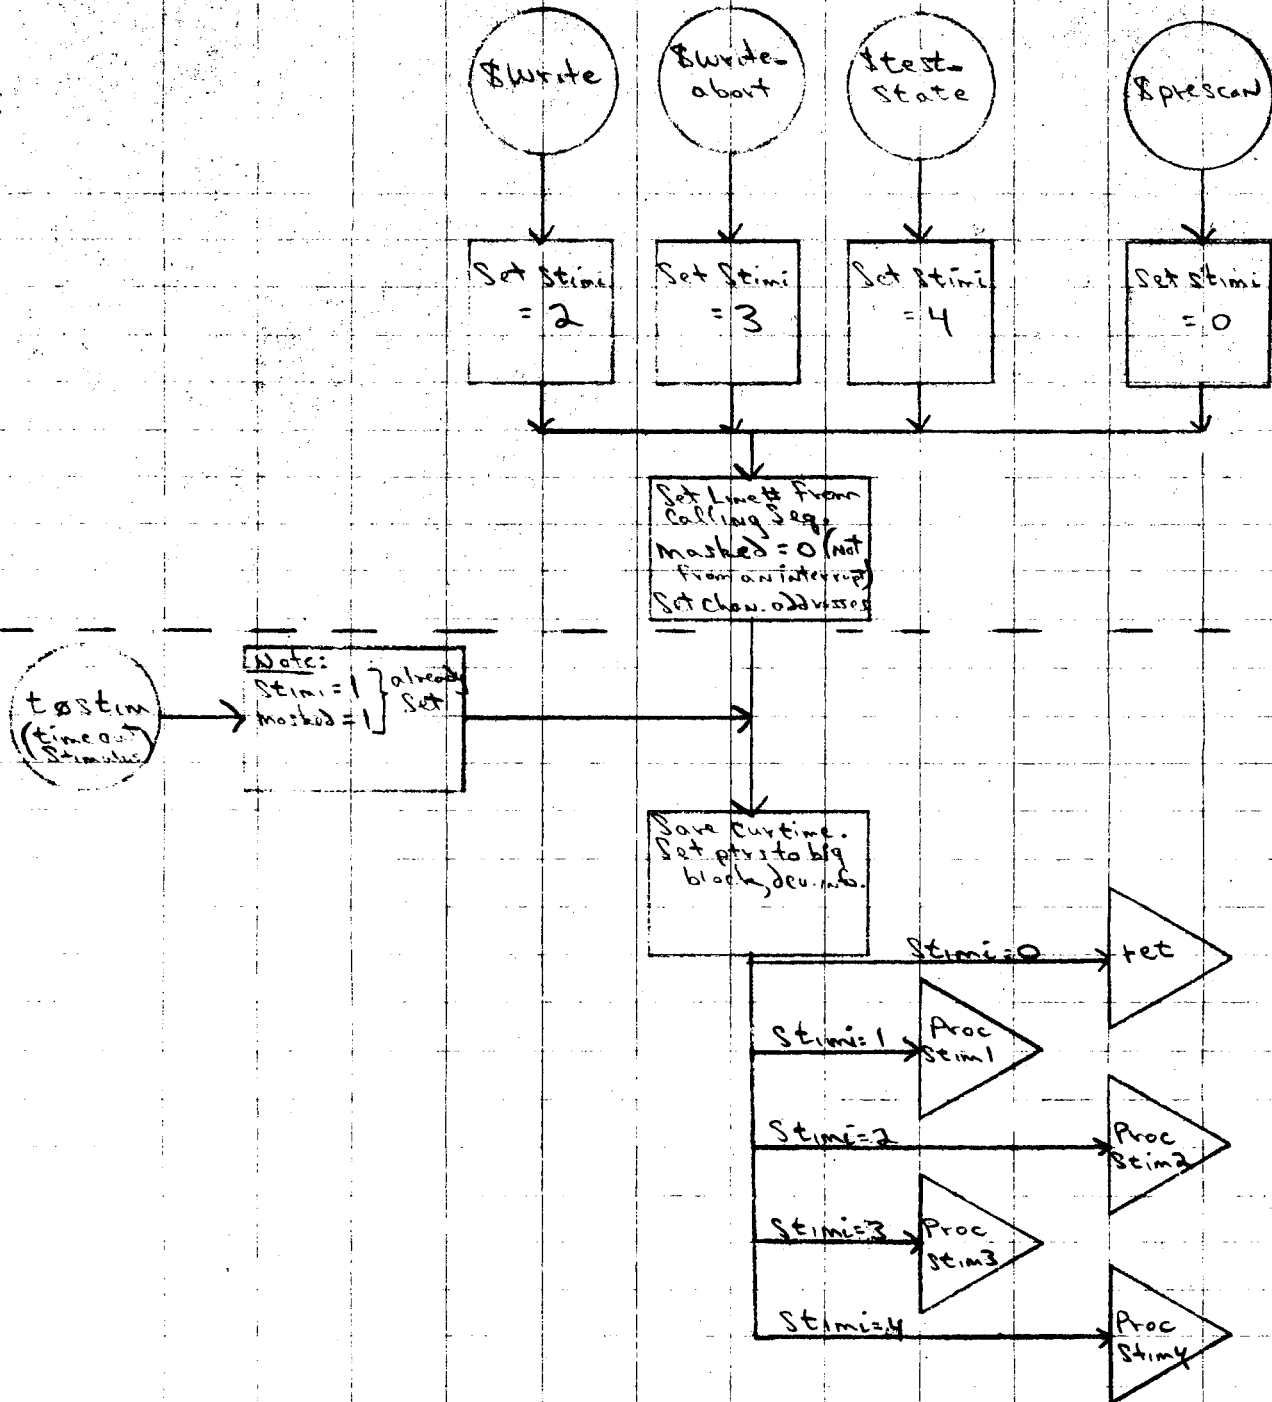 $write
$write-
abort
$test-
state
$prescan
Set Stimi
= 2
Set Stimi
= 3
Set Stimi
= 4
Set Stimi
= 0
Set Line# from
Calling Seq.
masked = 0 (not
from an interrupt)
Set chan. addresses
tøstim
(time out
Stimulus)
Note:
Stimi = 1 } already
masked = 1 } set
Save curtime.
Set ptrs to big
block, dev. info.
Stimi=0
ret
Stimi=1
Proc
Stim1
Stimi=2
Proc
Stim2
Stimi=3
Proc
Stim3
Stimi=4
Proc
Stim4